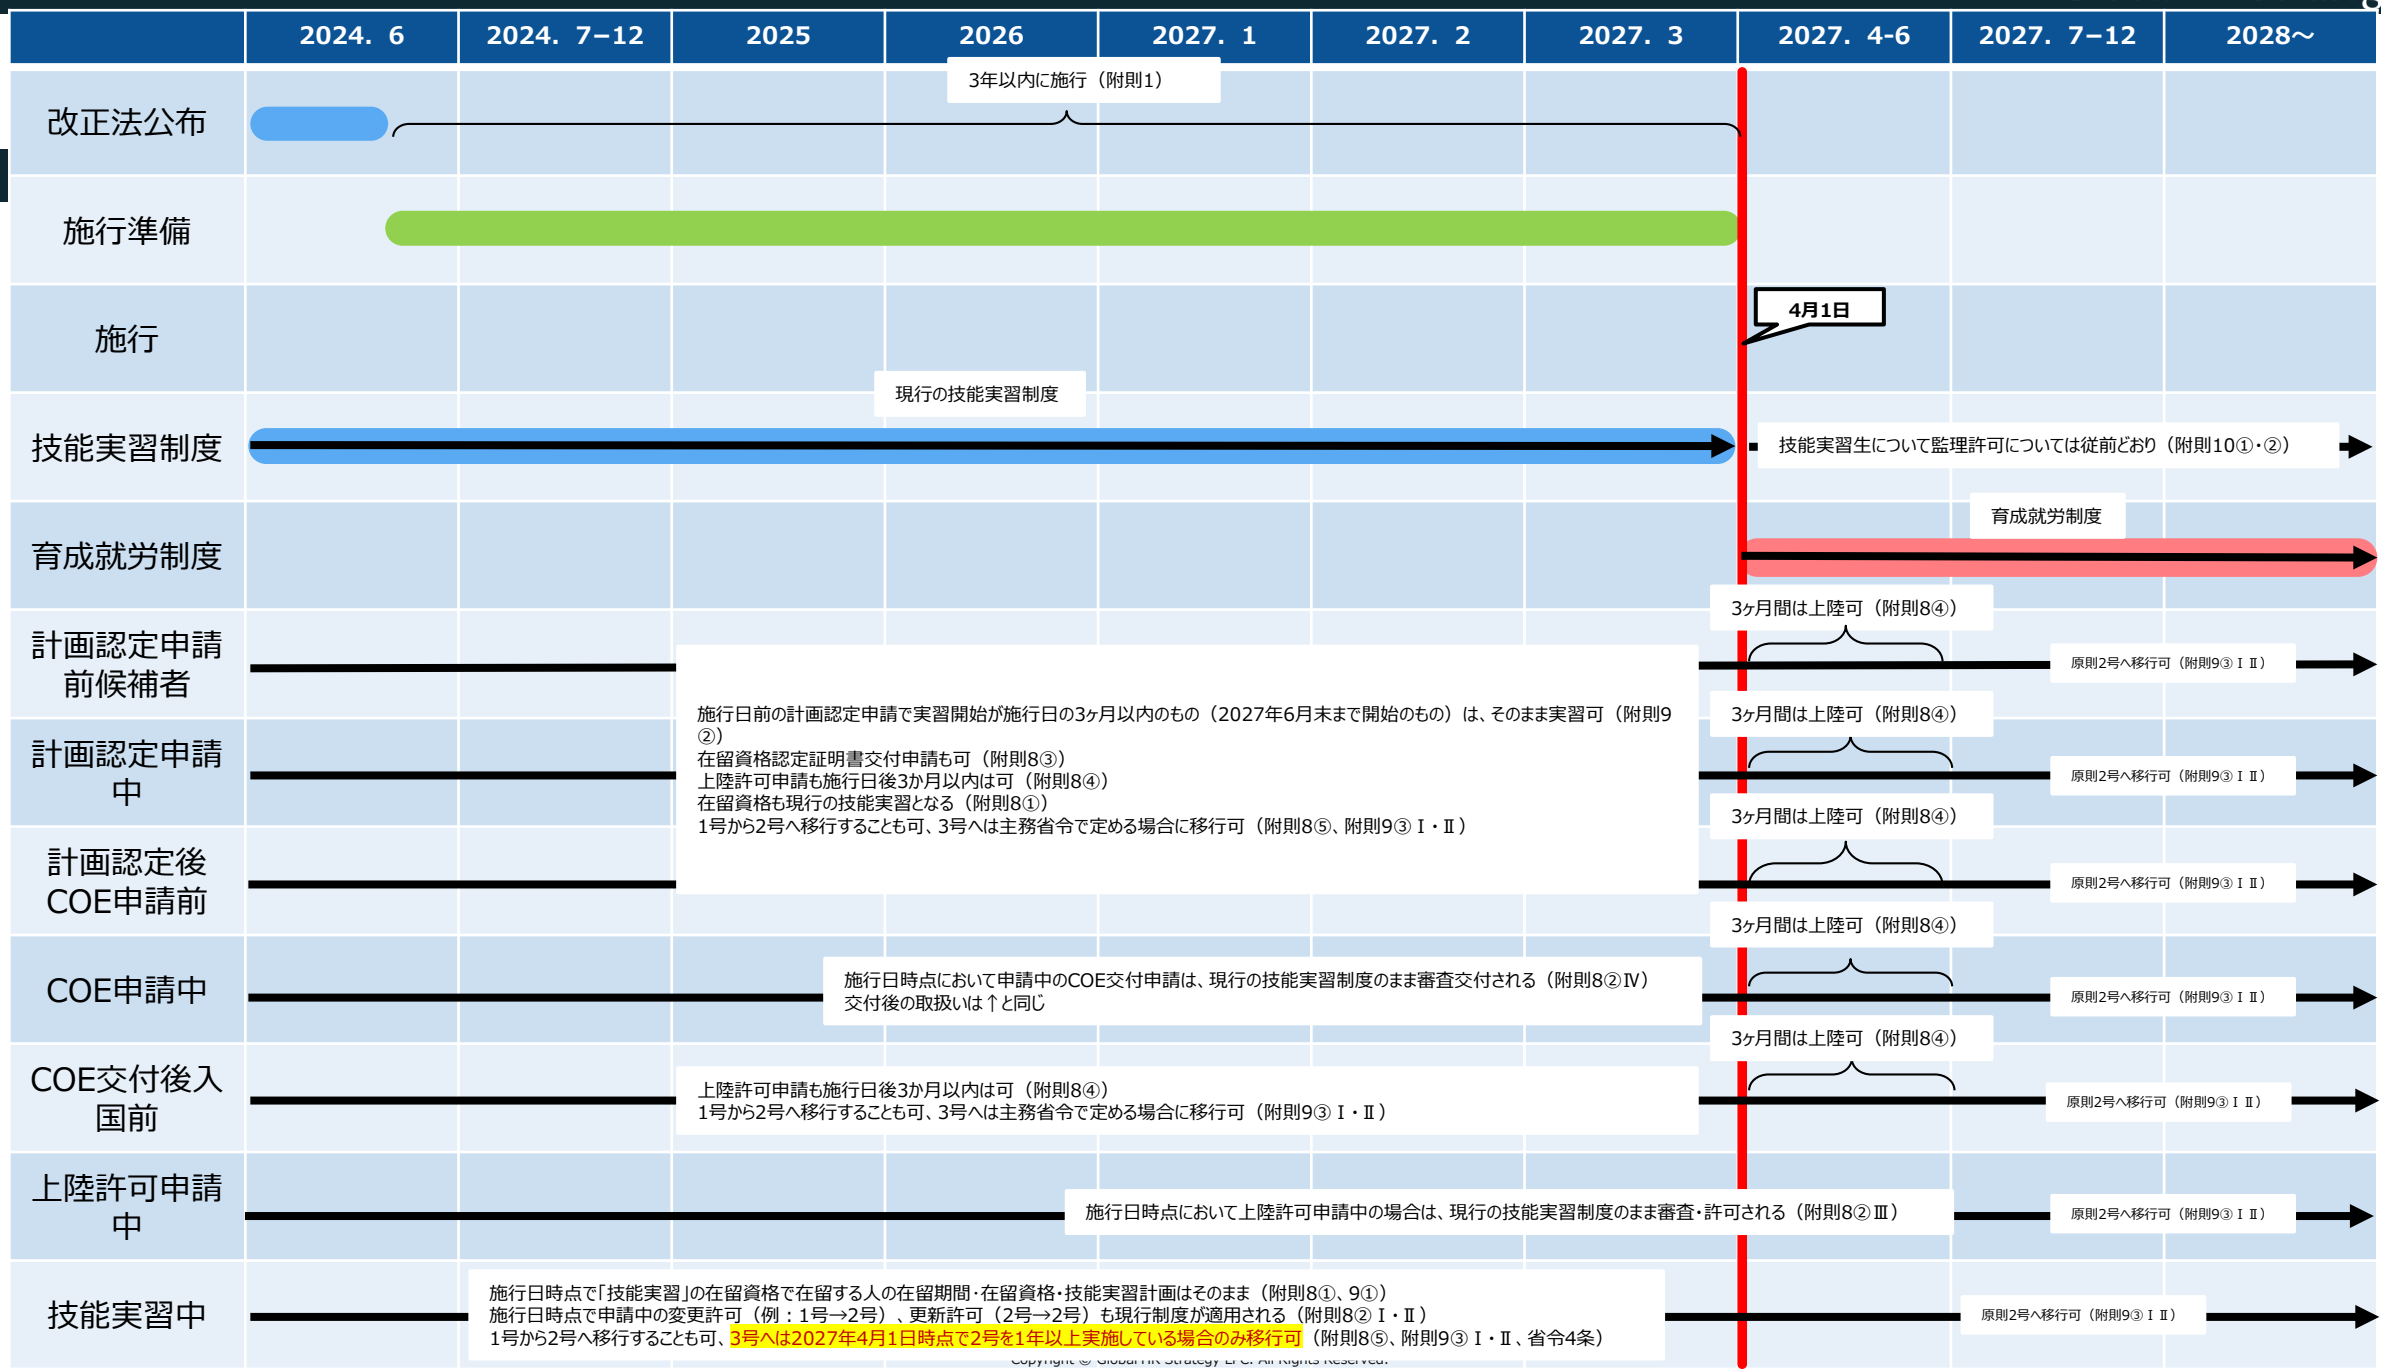 2024. 6 2024. 7−12 2025 2026 2027. 1 2027. 2 2027. 3 2027. 4-6 2027. 7−12 2028～
3年以内に施行（附則1）
改正法公布
施行準備
施行
4月1日
現行の技能実習制度
技能実習制度
技能実習生について監理許可については従前どおり（附則10①・②）
育成就労制度
育成就労制度
3ヶ月間は上陸可（附則8④）
計画認定申請
前候補者
原則2号へ移行可（附則9③ⅠⅡ）
施行日前の計画認定申請で実習開始が施行日の3ヶ月以内のもの（2027年6月末まで開始のもの）は、そのまま実習可（附則9
②）
在留資格認定証明書交付申請も可（附則8③）
上陸許可申請も施行日後3か月以内は可（附則8④）
在留資格も現行の技能実習となる（附則8①）
1号から2号へ移行することも可、3号へは主務省令で定める場合に移行可（附則8⑤、附則9③Ⅰ・Ⅱ）
3ヶ月間は上陸可（附則8④）
計画認定申請
中
原則2号へ移行可（附則9③ⅠⅡ）
3ヶ月間は上陸可（附則8④）
計画認定後
COE申請前
原則2号へ移行可（附則9③ⅠⅡ）
3ヶ月間は上陸可（附則8④）
COE申請中
施行日時点において申請中のCOE交付申請は、現行の技能実習制度のまま審査交付される（附則8②Ⅳ）
交付後の取扱いは↑と同じ
原則2号へ移行可（附則9③ⅠⅡ）
3ヶ月間は上陸可（附則8④）
COE交付後入
国前
上陸許可申請も施行日後3か月以内は可（附則8④）
1号から2号へ移行することも可、3号へは主務省令で定める場合に移行可（附則9③Ⅰ・Ⅱ）
原則2号へ移行可（附則9③ⅠⅡ）
上陸許可申請
中
施行日時点において上陸許可申請中の場合は、現行の技能実習制度のまま審査・許可される（附則8②Ⅲ）
原則2号へ移行可（附則9③ⅠⅡ）
技能実習中
施行日時点で「技能実習」の在留資格で在留する人の在留期間・在留資格・技能実習計画はそのまま（附則8①、9①）
施行日時点で申請中の変更許可（例：1号→2号）、更新許可（2号→2号）も現行制度が適用される（附則8②Ⅰ・Ⅱ）
1号から2号へ移行することも可、3号へは2027年4月1日時点で2号を1年以上実施している場合のみ移行可（附則8⑤、附則9③Ⅰ・Ⅱ、省令4条）
原則2号へ移行可（附則9③ⅠⅡ）
Copyright © Global HR Strategy LPC. All Rights Reserved.